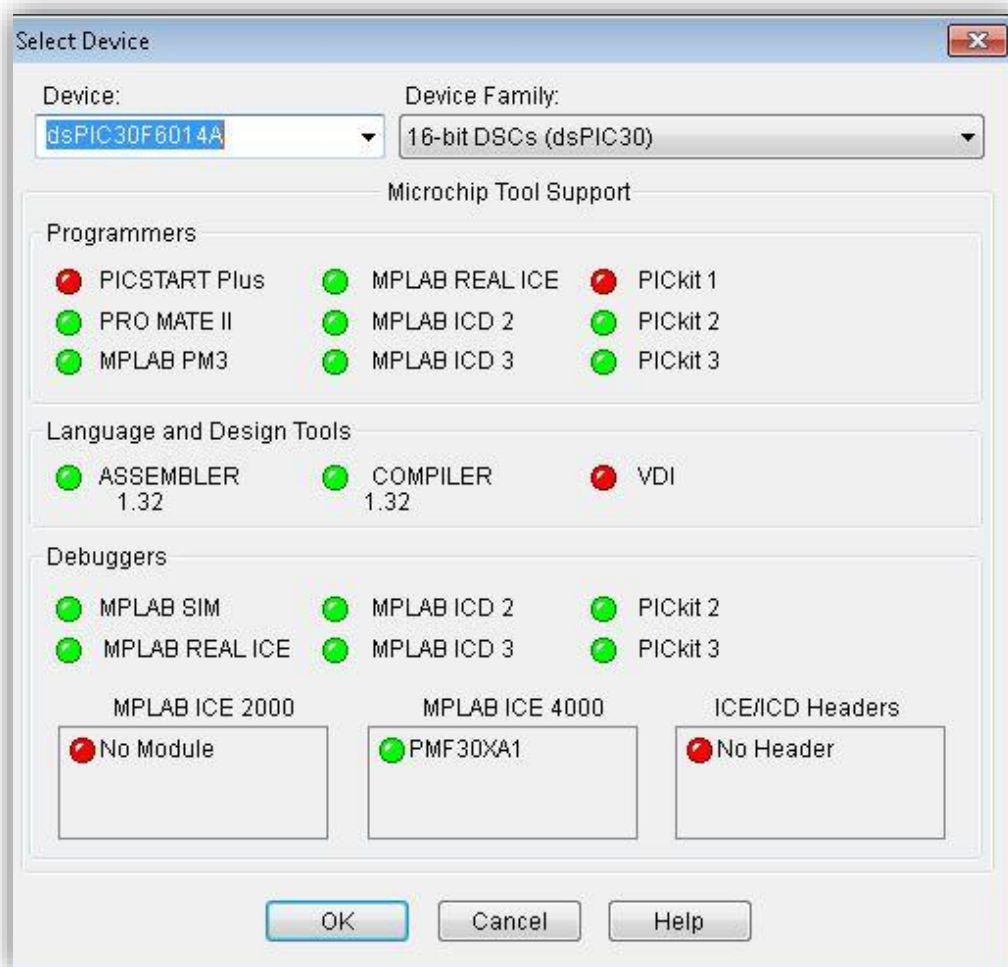 Select Device
Device: Device Family:
dsPIC30F6014A 16-bit DSCs (dsPIC30)
Microchip Tool Support
Programmers
PICSTART Plus MPLAB REAL ICE PICkit 1
PRO MATE II MPLAB ICD 2 PICkit 2
MPLAB PM3 MPLAB ICD 3 PICkit 3
Language and Design Tools
ASSEMBLER COMPILER VDI
1.32 1.32
Debuggers
MPLAB SIM MPLAB ICD 2 PICkit 2
MPLAB REAL ICE MPLAB ICD 3 PICkit 3
MPLAB ICE 2000 MPLAB ICE 4000 ICE/ICD Headers
No Module PMF30XA1 No Header
OK Cancel Help